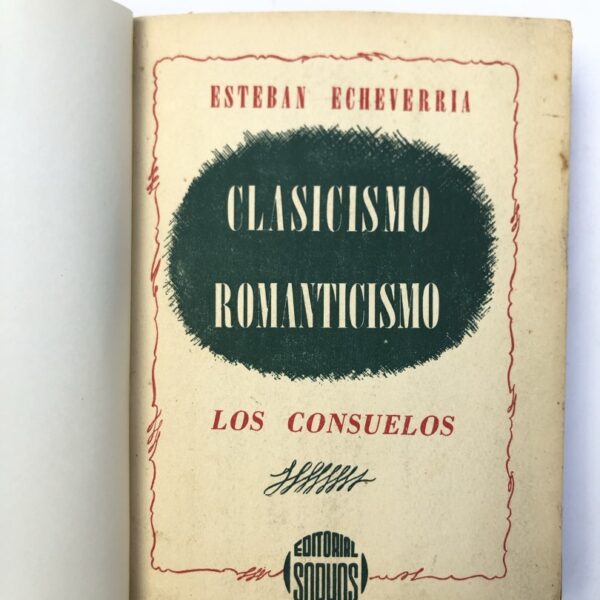 ESTEBAN ECHEVERRIA
CLASICISMO
ROMANTICISMO
LOS CONSUELOS
EDITORIAL
SOPHOS